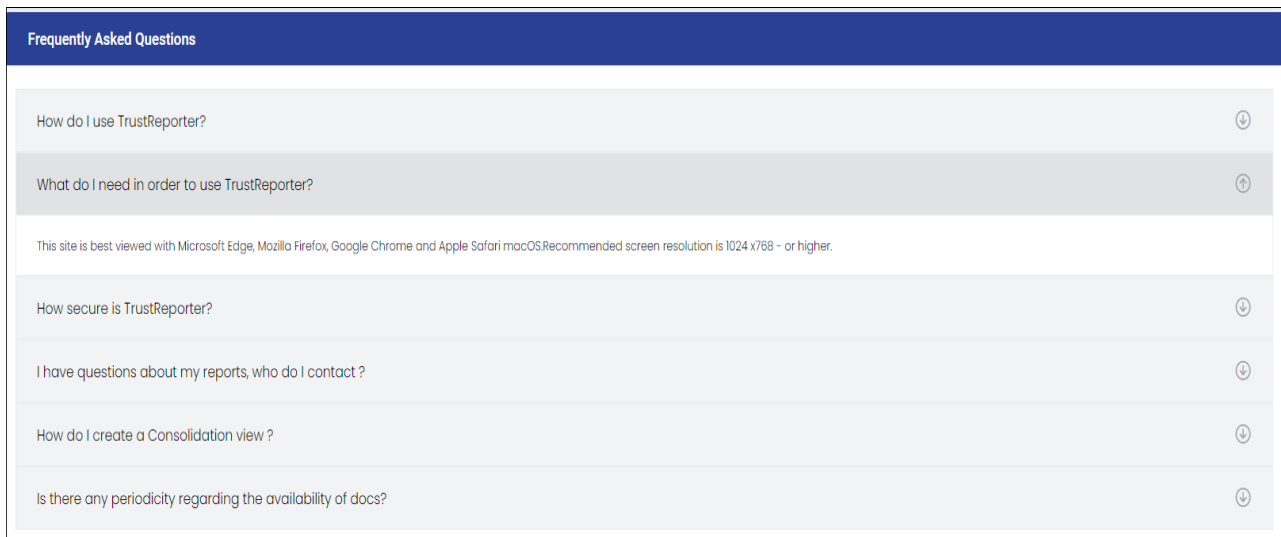 Frequently Asked Questions
How do I use TrustReporter?
What do I need in order to use TrustReporter?
This site is best viewed with Microsoft Edge, Mozilla Firefox, Google Chrome and Apple Safari macOS.Recommended screen resolution is 1024 x768 - or higher.
How secure is TrustReporter?
I have questions about my reports, who do I contact ?
How do I create a Consolidation view ?
Is there any periodicity regarding the availability of docs?